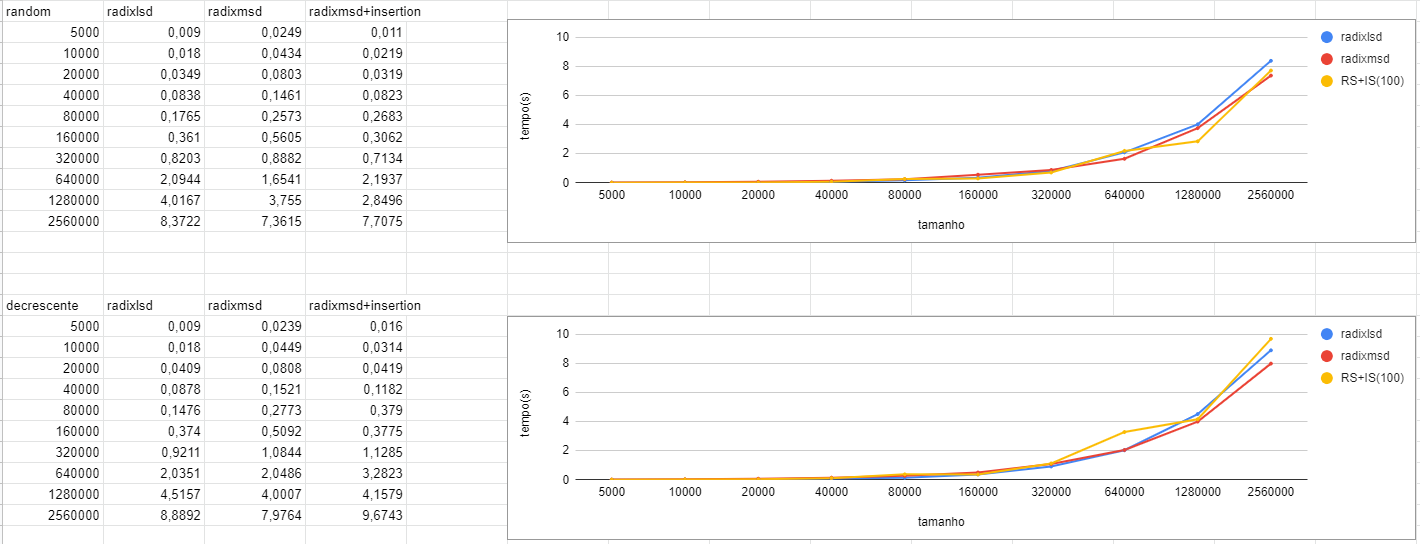 random radixlsd radixmsd radixmsd+insertion
5000 0,009 0,0249 0,011
10000 0,018 0,0434 0,0219
20000 0,0349 0,0803 0,0319
40000 0,0838 0,1461 0,0823
80000 0,1765 0,2573 0,2683
160000 0,361 0,5605 0,3062
320000 0,8203 0,8882 0,7134
640000 2,0944 1,6541 2,1937
1280000 4,0167 3,755 2,8496
2560000 8,3722 7,3615 7,7075
10
8
6
4
2
0
tempo(s)
5000 10000 20000 40000 80000 160000 320000 640000 1280000 2560000
tamanho
radixlsd
radixmsd
RS+IS(100)
decrescente radixlsd radixmsd radixmsd+insertion
5000 0,009 0,0239 0,016
10000 0,018 0,0449 0,0314
20000 0,0409 0,0808 0,0419
40000 0,0878 0,1521 0,1182
80000 0,1476 0,2773 0,379
160000 0,374 0,5092 0,3775
320000 0,9211 1,0844 1,1285
640000 2,0351 2,0486 3,2823
1280000 4,5157 4,0007 4,1579
2560000 8,8892 7,9764 9,6743
10
8
6
4
2
0
tempo(s)
5000 10000 20000 40000 80000 160000 320000 640000 1280000 2560000
tamanho
radixlsd
radixmsd
RS+IS(100)